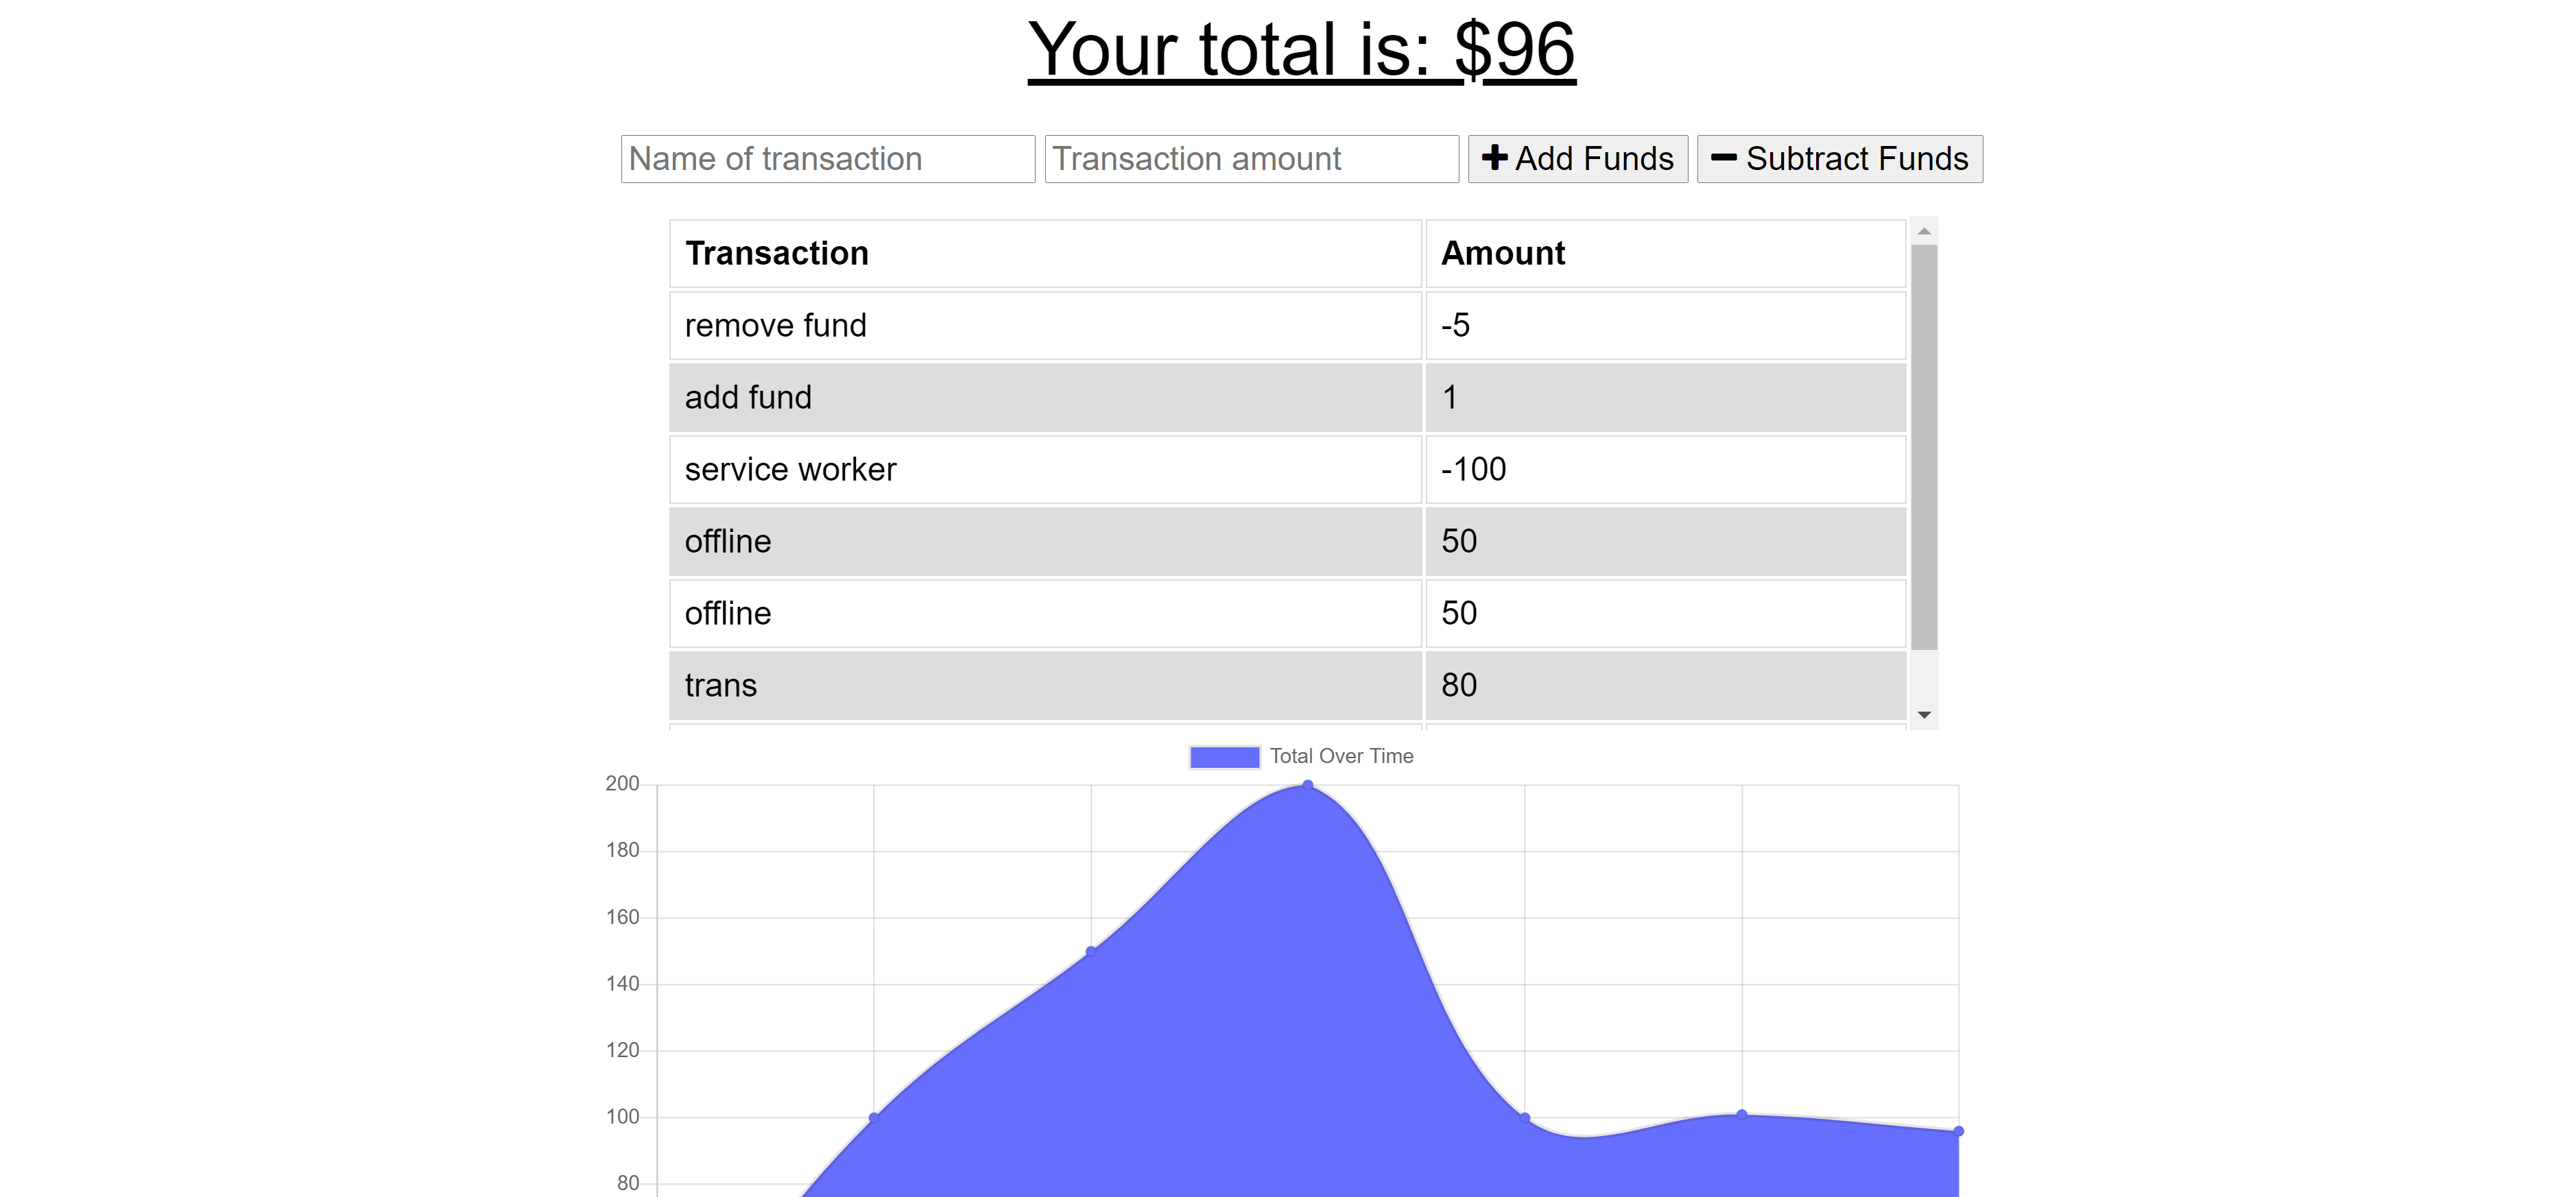 Your total is: $96
Name of transaction Transaction amount Add Funds Subtract Funds
Transaction Amount
remove fund -5
add fund 1
service worker -100
offline 50
offline 50
trans 80
Total Over Time
200
180
160
140
120
100
80